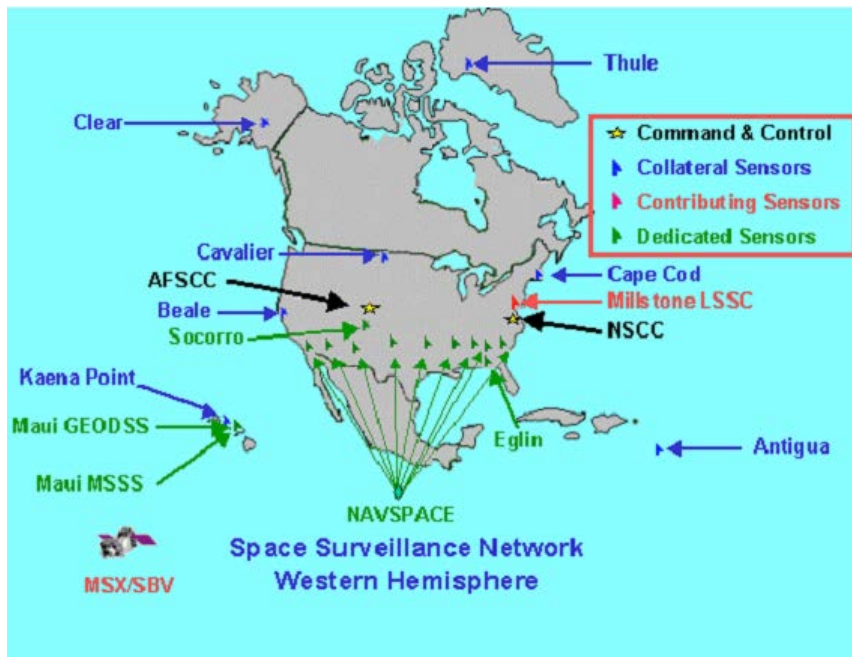 Thule
Clear
Command & Control
Collateral Sensors
Contributing Sensors
Dedicated Sensors
Cavalier
AFSCC
Cape Cod
Beale
Millstone LSSC
Socorro
NSCC
Kaena Point
Maui GEODSS
Eglin
Antigua
Maui MSSS
NAVSPACE
Space Surveillance Network
Western Hemisphere
MSX/SBV